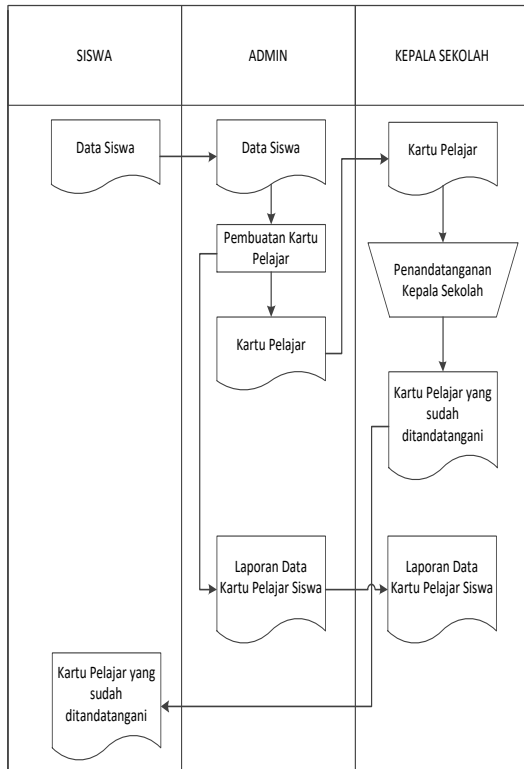 SISWA
ADMIN
KEPALA SEKOLAH
Data Siswa
Data Siswa
Kartu Pelajar
Pembuatan Kartu
Pelajar
Penandatanganan
Kepala Sekolah
Kartu Pelajar
Kartu Pelajar yang
sudah
ditandatangani
Laporan Data
Kartu Pelajar Siswa
Laporan Data
Kartu Pelajar Siswa
Kartu Pelajar yang
sudah
ditandatangani